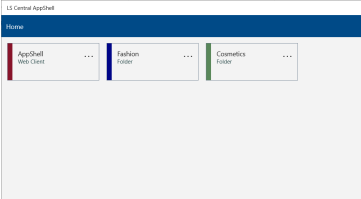 LS Central AppShell
Home
AppShell ...
Web Client
Fashion ...
Folder
Cosmetics ...
Folder